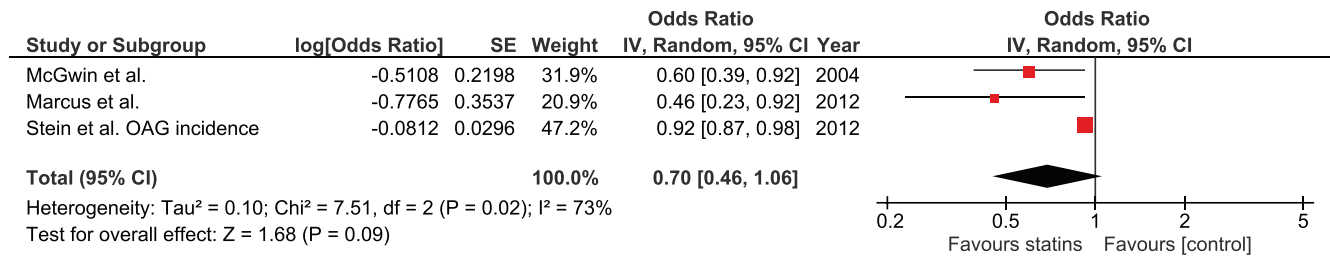 Odds Ratio Odds Ratio
Study or Subgroup log[Odds Ratio] SE Weight IV, Random, 95% CI Year IV, Random, 95% CI
McGwin et al. -0.5108 0.2198 31.9% 0.60 [0.39, 0.92] 2004
Marcus et al. -0.7765 0.3537 20.9% 0.46 [0.23, 0.92] 2012
Stein et al. OAG incidence -0.0812 0.0296 47.2% 0.92 [0.87, 0.98] 2012
Total (95% CI) 100.0% 0.70 [0.46, 1.06]
Heterogeneity: Tau² = 0.10; Chi² = 7.51, df = 2 (P = 0.02); I² = 73%
Test for overall effect: Z = 1.68 (P = 0.09)
0.2 0.5 1 2 5
Favours statins Favours [control]